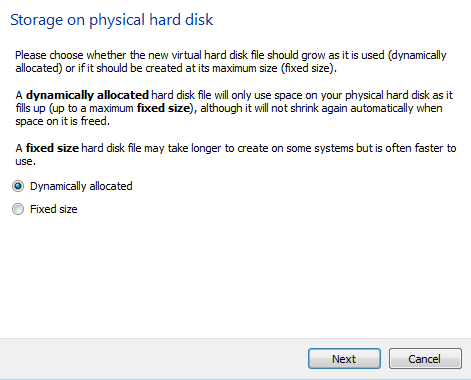 Storage on physical hard disk
Please choose whether the new virtual hard disk file should grow as it is used (dynamically
allocated) or if it should be created at its maximum size (fixed size).
A dynamically allocated hard disk file will only use space on your physical hard disk as it
fills up (up to a maximum fixed size), although it will not shrink again automatically when
space on it is freed.
A fixed size hard disk file may take longer to create on some systems but is often faster to
use.
Dynamically allocated
Fixed size
Next
Cancel